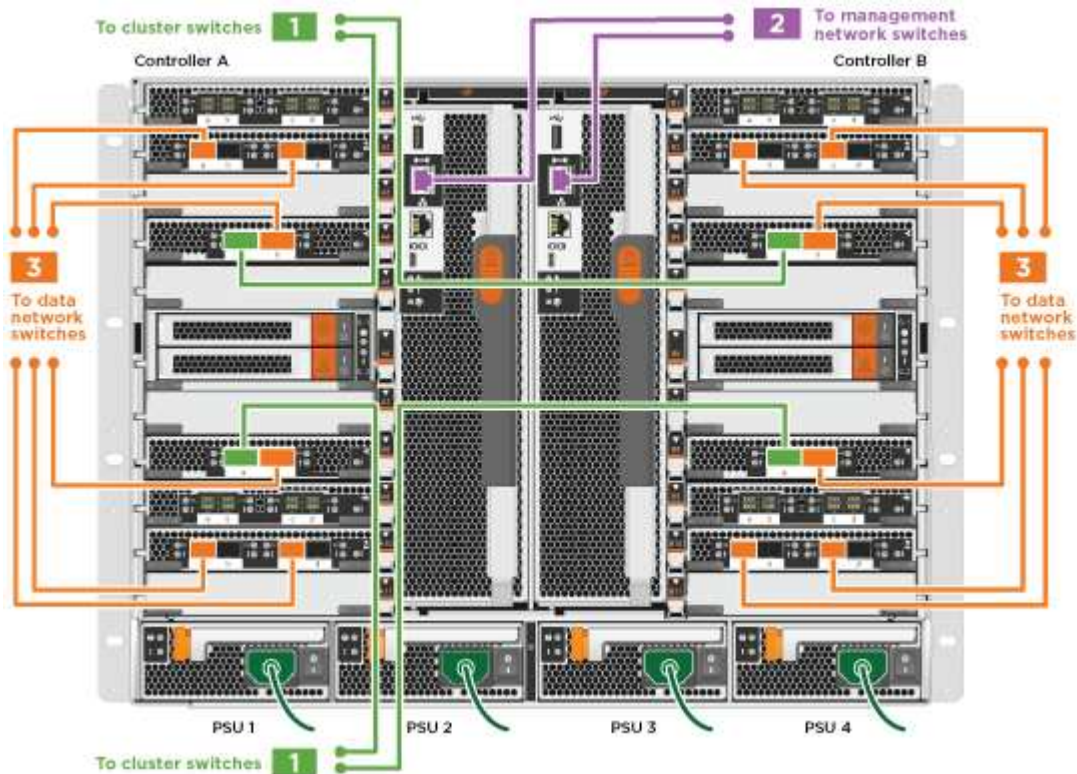 To cluster switches 1
2 To management
network switches
Controller A
Controller B
3
To data
network
switches
3
To data
network
switches
PSU 1
PSU 2
PSU 3
PSU 4
To cluster switches 1